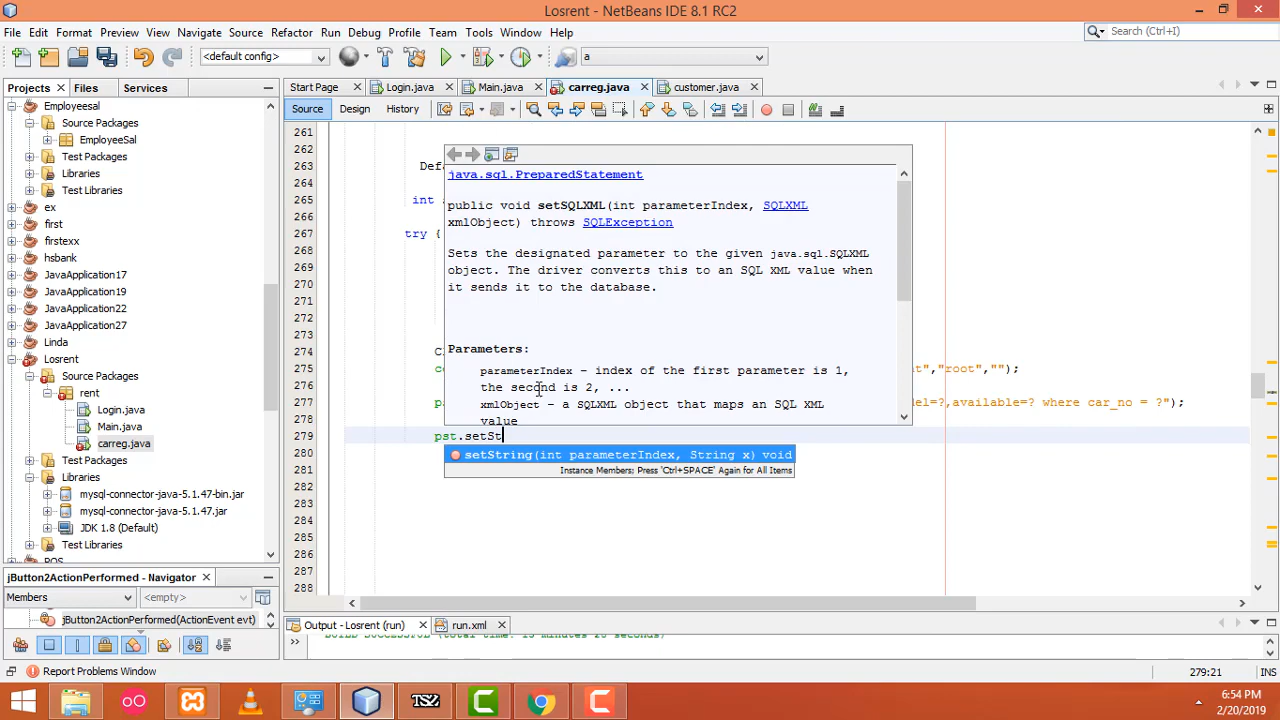 Losrent - NetBeans IDE 8.1 RC2
File Edit Format Preview View Navigate Source Refactor Run Debug Profile Team Tools Window Help
Search (Ctrl+I)
<default config>
a
Projects
Files
Services
Start Page
Login.java
Main.java
carreg.java
customer.java
Source
Design
History
Employeesal
Source Packages
EmployeeSal
Test Packages
Libraries
Test Libraries
ex
first
firstexx
hsbank
JavaApplication17
JavaApplication19
JavaApplication22
JavaApplication27
Linda
Losrent
Source Packages
rent
Login.java
Main.java
carreg.java
Test Packages
Libraries
mysql-connector-java-5.1.47-bin.jar
mysql-connector-java-5.1.47.jar
JDK 1.8 (Default)
Test Libraries
POS
261
262
263 Defa
264
265 int s
266
267 try {
268
269
270
271
272
273
274 Cl
275 co nt","root","");
276
277 ps del=?,available=? where car_no = ?");
278
279 pst.setSt
280
281
282
283
284
285
286
287
288
java.sql.PreparedStatement
public void setSQLXML(int parameterIndex, SQLXML
xmlObject) throws SQLException
Sets the designated parameter to the given java.sql.SQLXML
object. The driver converts this to an SQL XML value when
it sends it to the database.
Parameters:
parameterIndex - index of the first parameter is 1,
the second is 2, ...
xmlObject - a SQLXML object that maps an SQL XML
value
setString(int parameterIndex, String x) void
Instance Members; Press 'Ctrl+SPACE' Again for All Items
jButton2ActionPerformed - Navigator
Members
<empty>
jButton2ActionPerformed(ActionEvent evt)
Output - Losrent (run)
run.xml
Report Problems Window
279:21
INS
TS2
6:54 PM
2/20/2019